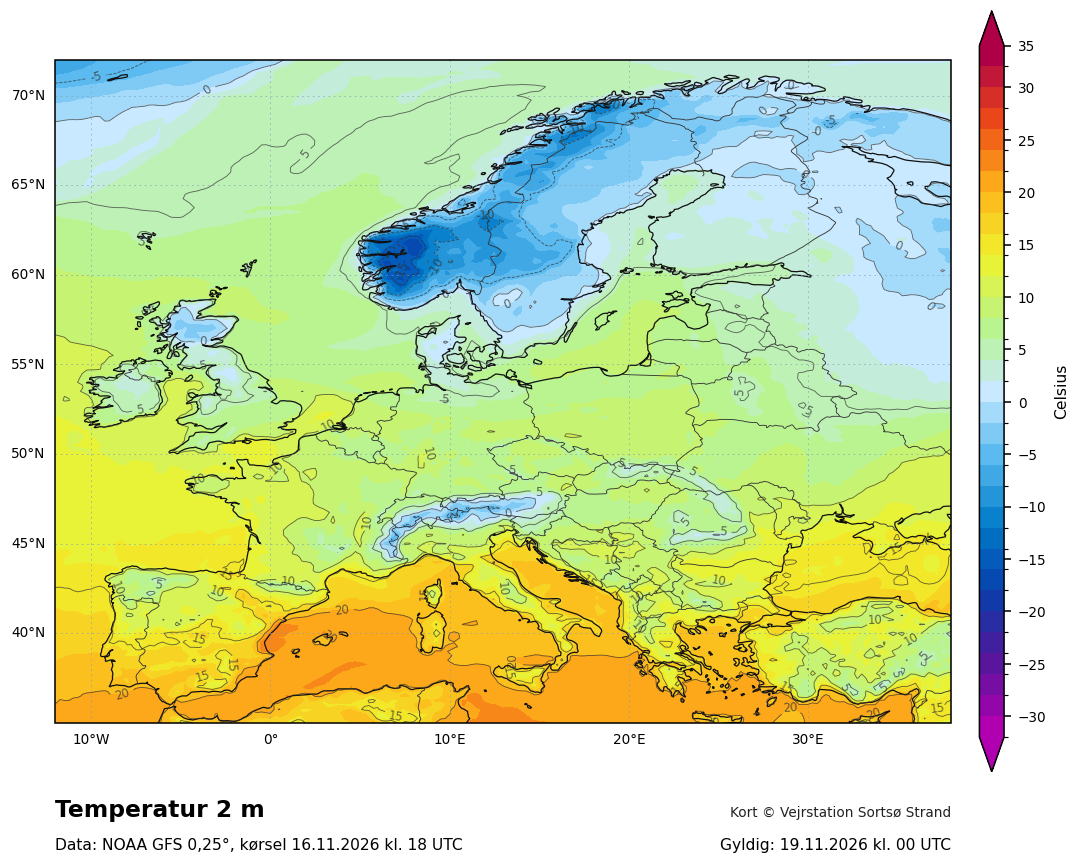 70°N
65°N
60°N
55°N
50°N
45°N
40°N
10°W
0°
10°E
20°E
30°E
35
30
25
20
15
10
5
0
−5
−10
−15
−20
−25
−30
Celsius
Temperatur 2 m
Kort © Vejrstation Sortsø Strand
Data: NOAA GFS 0,25°, kørsel 16.11.2026 kl. 18 UTC
Gyldig: 19.11.2026 kl. 00 UTC